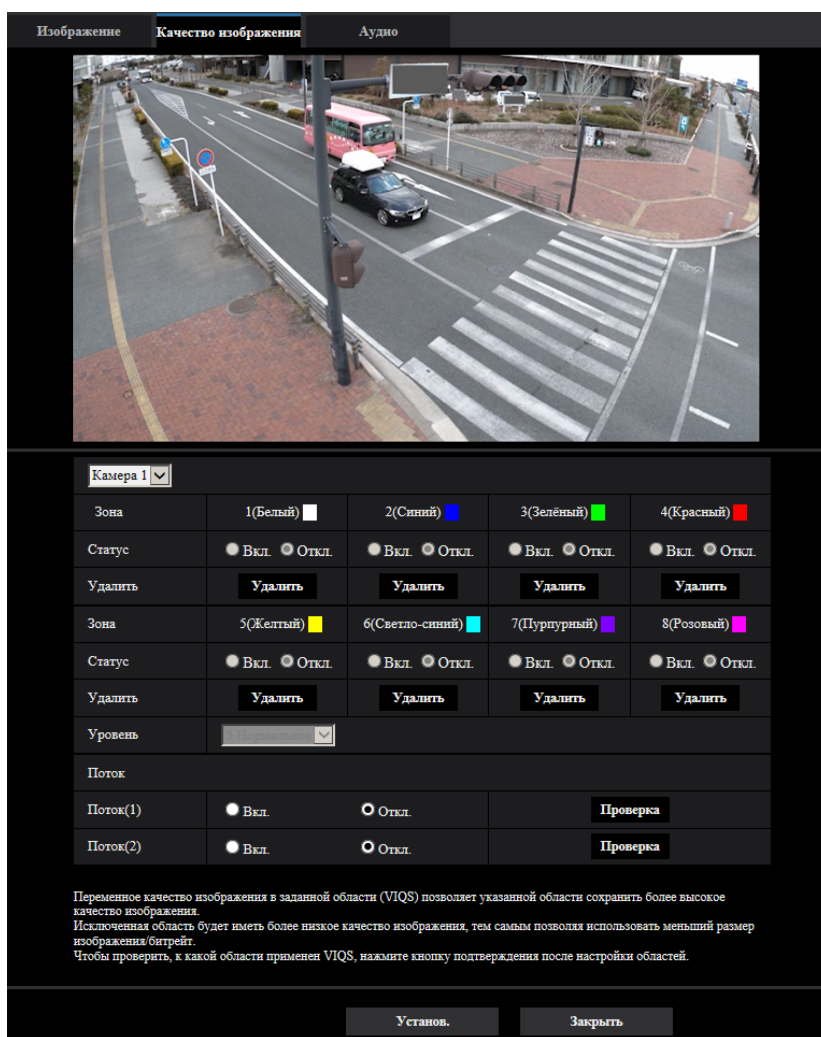 Изображение Качество изображения Аудио
Камера 1
Зона 1(Белый) 2(Синий) 3(Зелёный) 4(Красный)
Статус Вкл. Откл. Вкл. Откл. Вкл. Откл. Вкл. Откл.
Удалить Удалить Удалить Удалить Удалить
Зона 5(Желтый) 6(Светло-синий) 7(Пурпурный) 8(Розовый)
Статус Вкл. Откл. Вкл. Откл. Вкл. Откл. Вкл. Откл.
Удалить Удалить Удалить Удалить Удалить
Уровень 5 Нормальное
Поток
Поток(1) Вкл. Откл. Проверка
Поток(2) Вкл. Откл. Проверка
Переменное качество изображения в заданной области (VIQS) позволяет указанной области сохранить более высокое
качество изображения.
Исключенная область будет иметь более низкое качество изображения, тем самым позволяя использовать меньший размер
изображения/битрейт.
Чтобы проверить, к какой области применен VIQS, нажмите кнопку подтверждения после настройки областей.
Установ. Закрыть